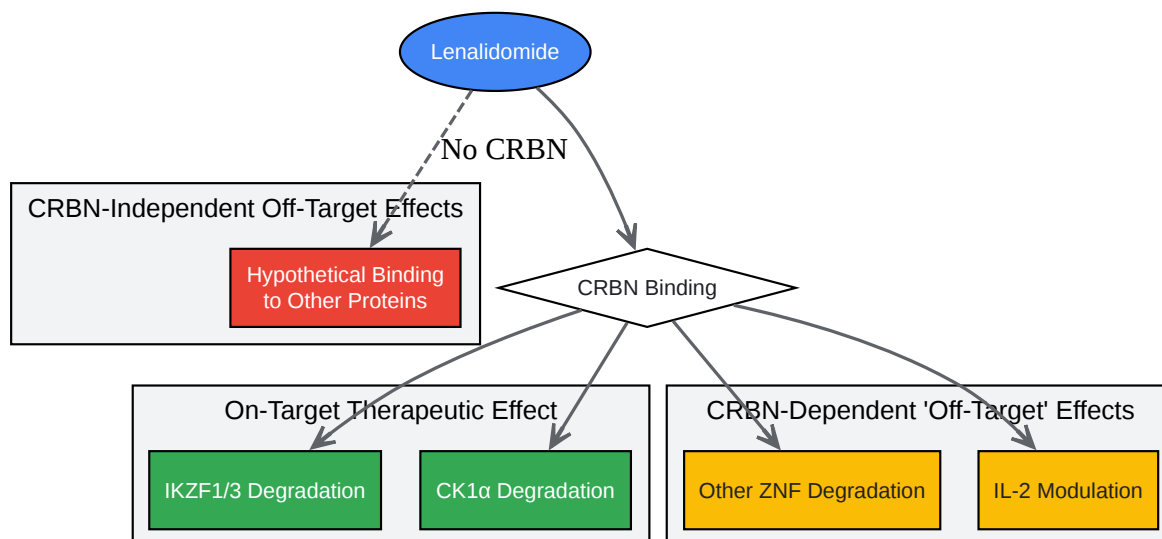 Lenalidomide
No CRBN
CRBN-Independent Off-Target Effects
Hypothetical Binding
to Other Proteins
CRBN Binding
On-Target Therapeutic Effect
CRBN-Dependent 'Off-Target' Effects
IKZF1/3 Degradation
CK1α Degradation
Other ZNF Degradation
IL-2 Modulation